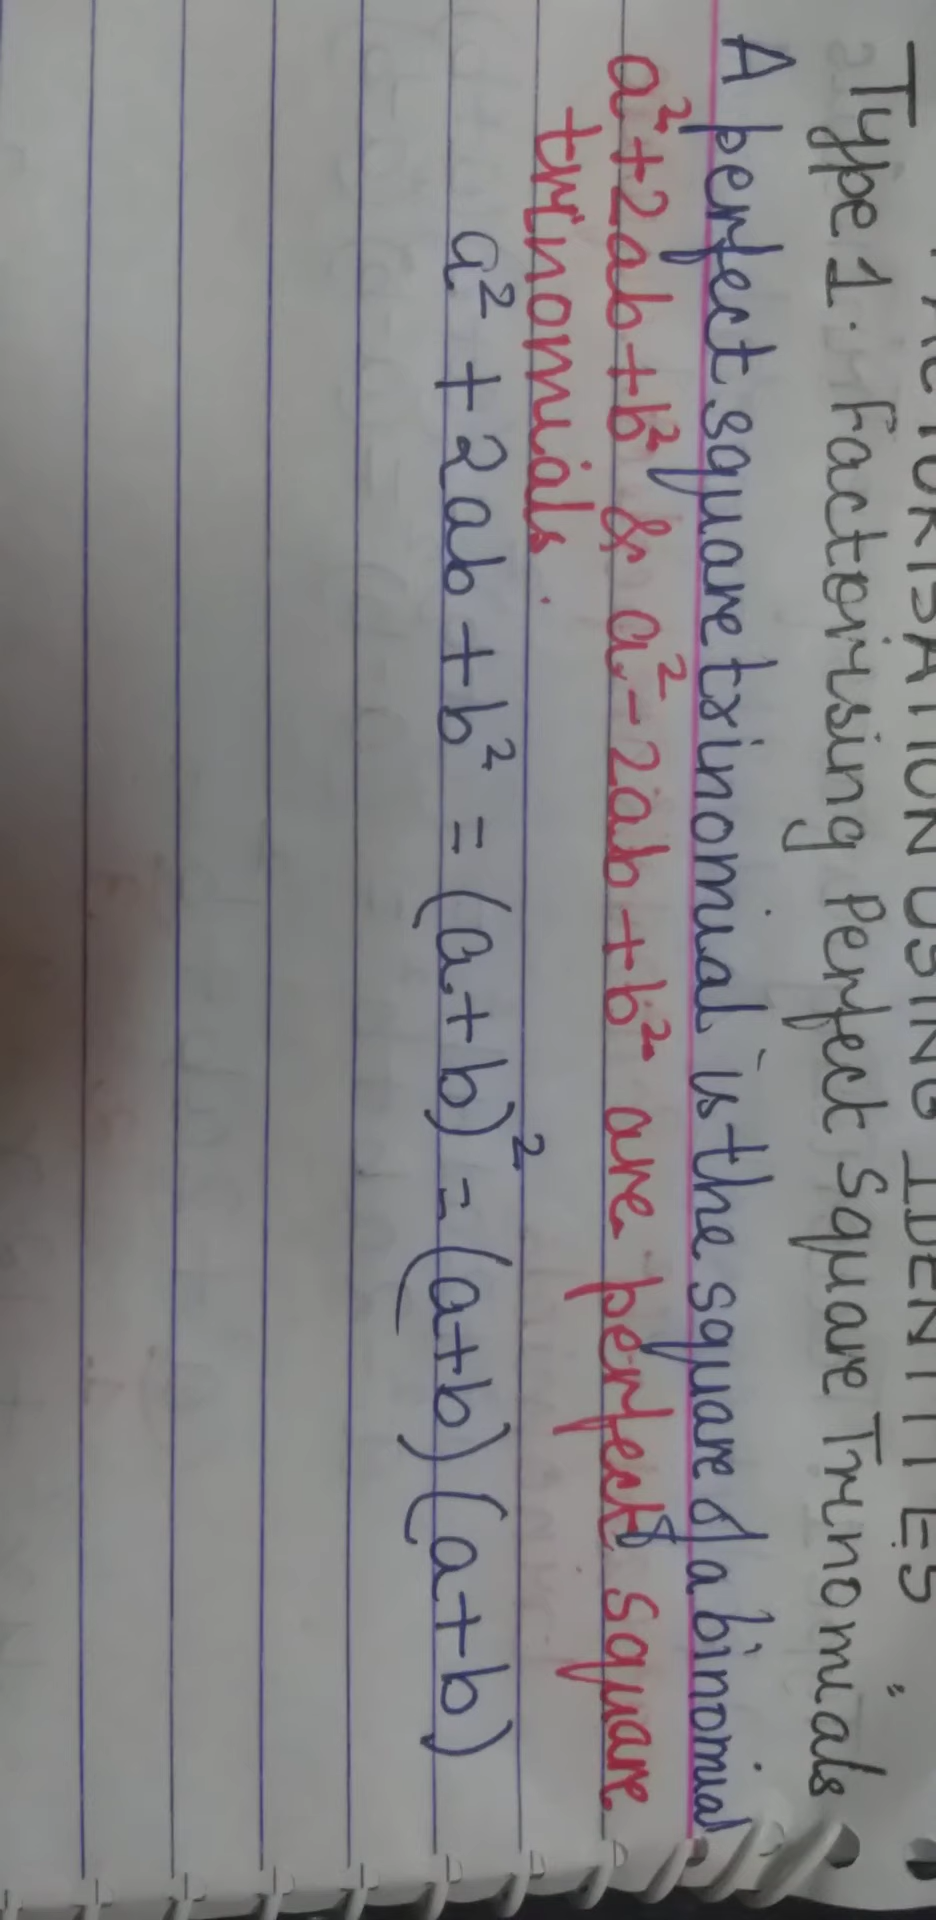 FACTORISATION USING IDENTITIES
Type 1. Factorising Perfect Square Trinomials
A perfect square trinomial is the square of a binomial
a²+2ab+b² & a²-2ab+b² are perfect square
trinomials.
a² + 2ab + b² = (a+b)² = (a+b) (a+b)